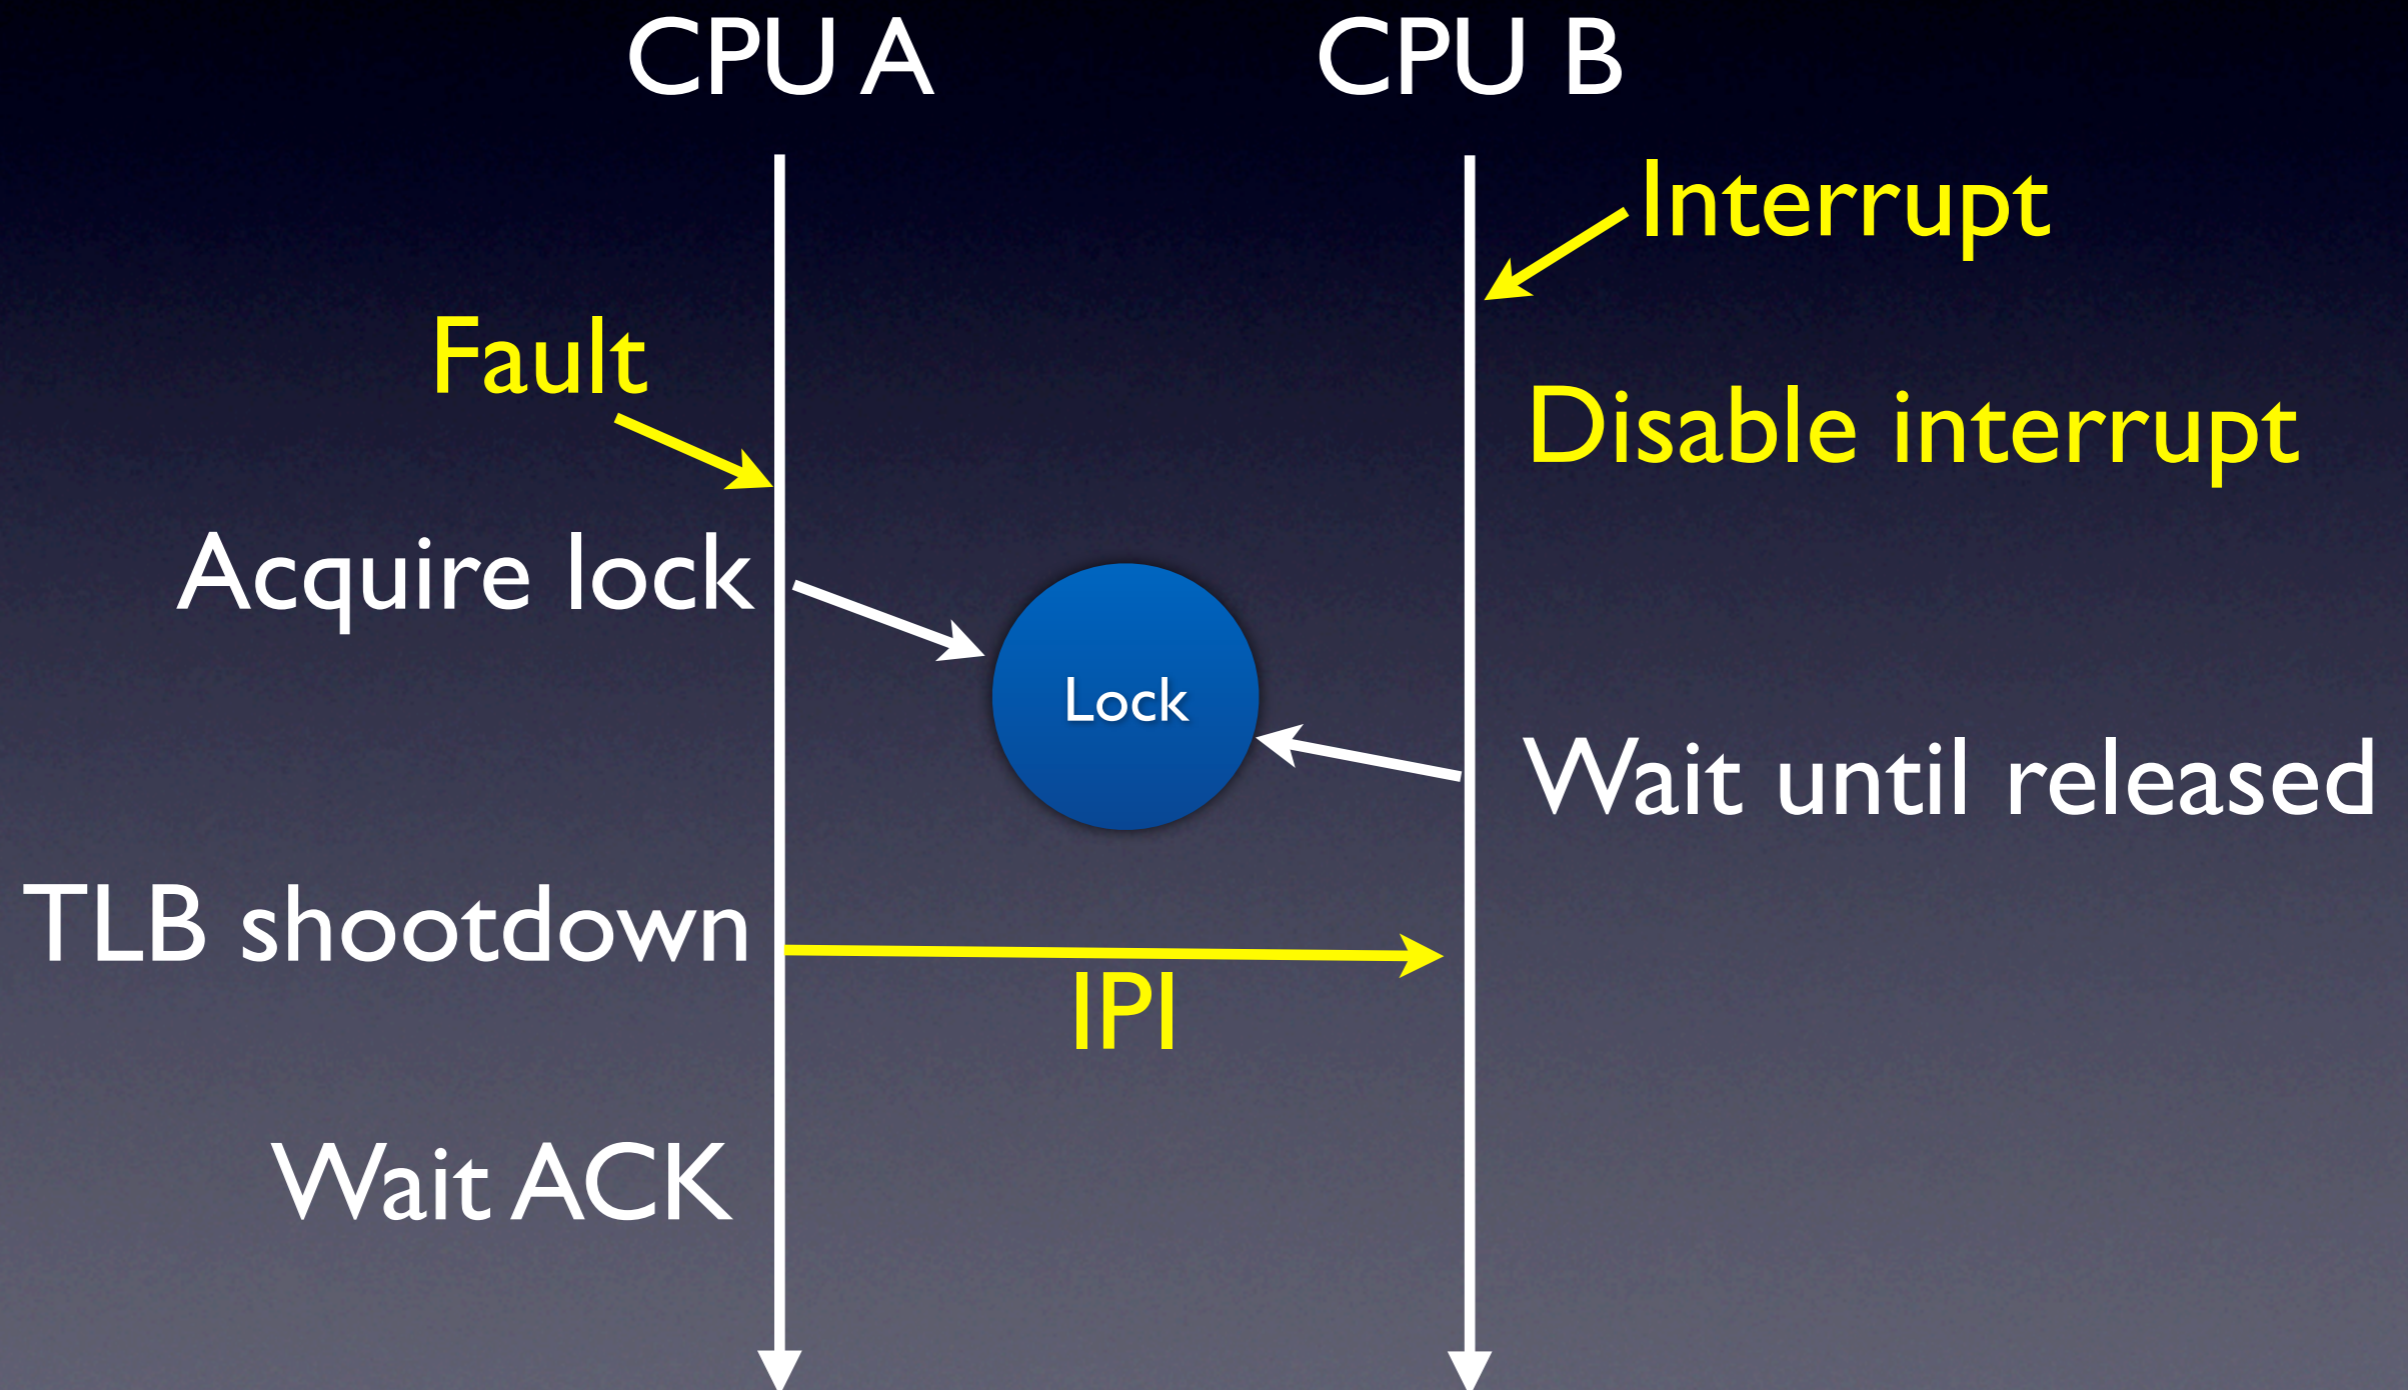 CPU A
CPU B
Interrupt
Fault
Disable interrupt
Acquire lock
Lock
Wait until released
TLB shootdown
IPI
Wait ACK